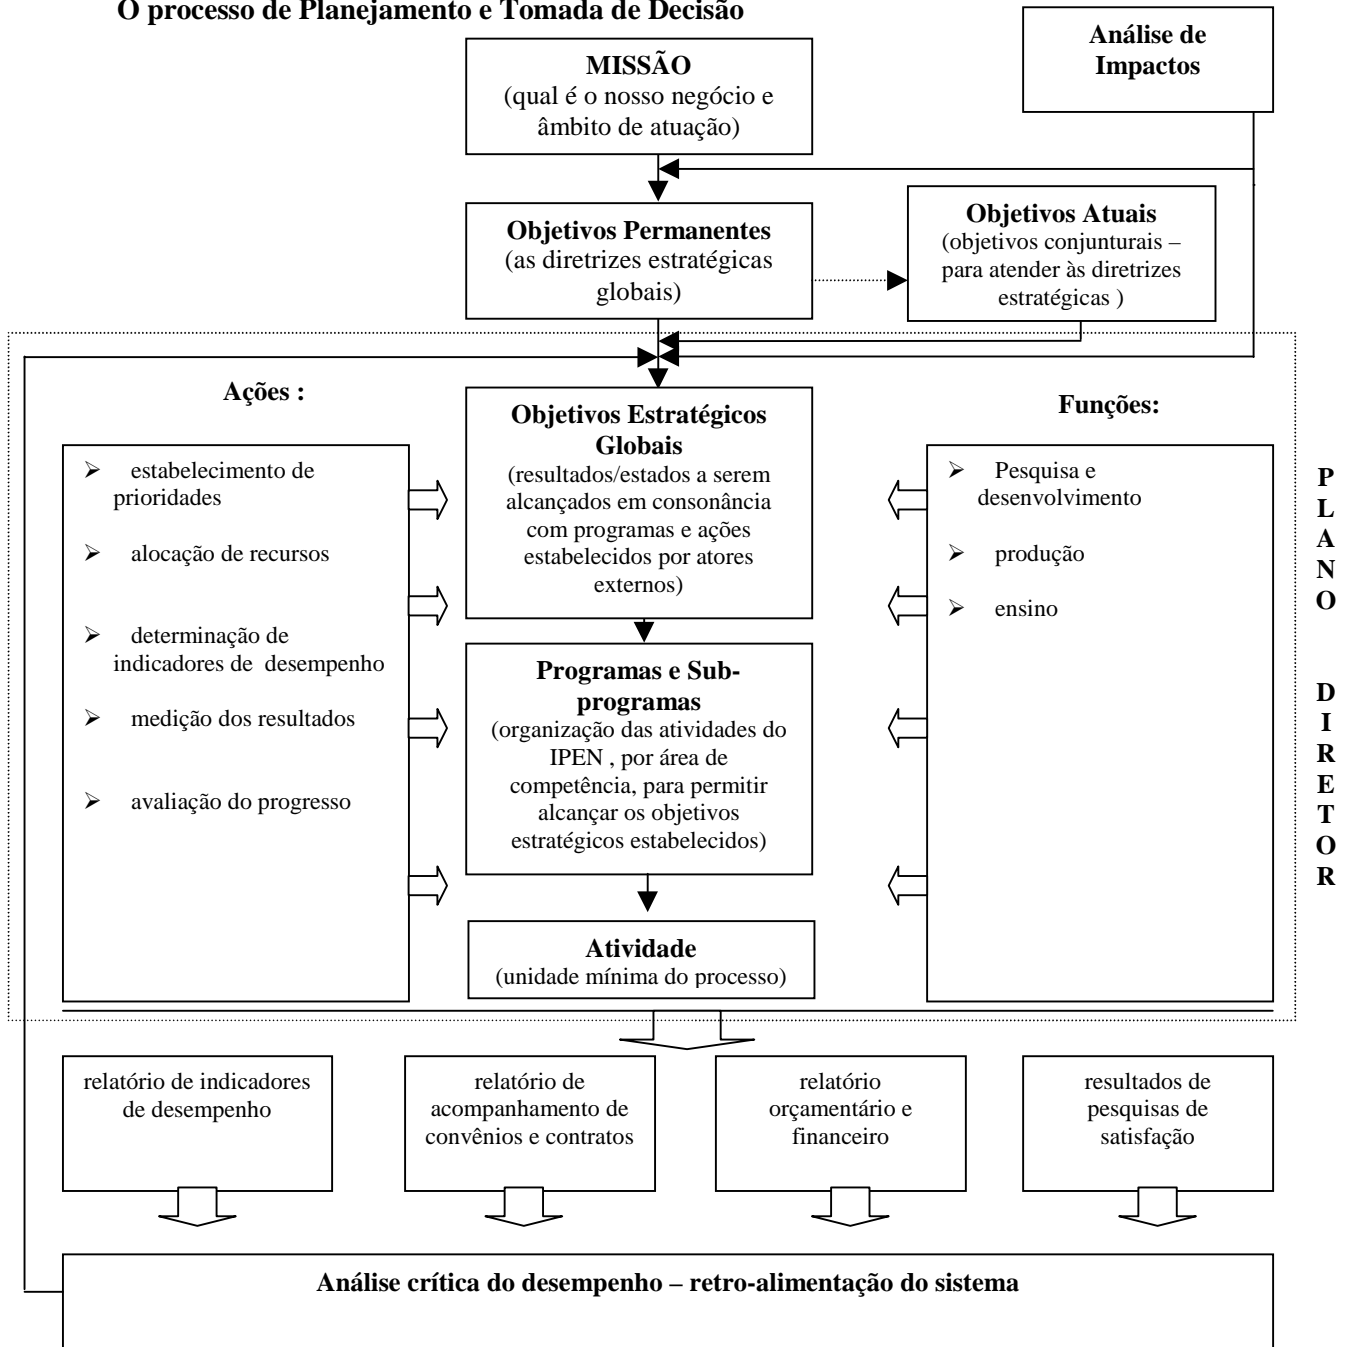 O processo de Planejamento e Tomada de Decisão
Análise de
Impactos
MISSÃO
(qual é o nosso negócio e
âmbito de atuação)
Objetivos Permanentes
(as diretrizes estratégicas
globais)
Objetivos Atuais
(objetivos conjunturais –
para atender às diretrizes
estratégicas )
Ações :
➢ estabelecimento de
prioridades
➢ alocação de recursos
➢ determinação de
indicadores de desempenho
➢ medição dos resultados
➢ avaliação do progresso
Objetivos Estratégicos
Globais
(resultados/estados a serem
alcançados em consonância
com programas e ações
estabelecidos por atores
externos)
Programas e Sub-
programas
(organização das atividades do
IPEN , por área de
competência, para permitir
alcançar os objetivos
estratégicos estabelecidos)
Atividade
(unidade mínima do processo)
Funções:
➢ Pesquisa e
desenvolvimento
➢ produção
➢ ensino
P
L
A
N
O
D
I
R
E
T
O
R
relatório de indicadores
de desempenho
relatório de
acompanhamento de
convênios e contratos
relatório
orçamentário e
financeiro
resultados de
pesquisas de
satisfação
Análise crítica do desempenho – retro-alimentação do sistema